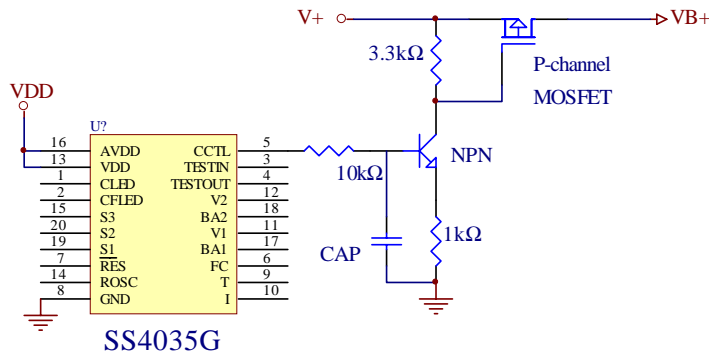 V+
VB+
3.3kΩ
P-channel
MOSFET
VDD
U?
16 AVDD CCTL 5
13 VDD TESTIN 3
1 CLED TESTOUT 4
2 CFLED V2 12
15 S3 BA2 18
20 S2 V1 11
19 S1 BA1 17
7 RES FC 6
14 ROSC T 9
8 GND I 10
10kΩ
NPN
CAP
1kΩ
SS4035G